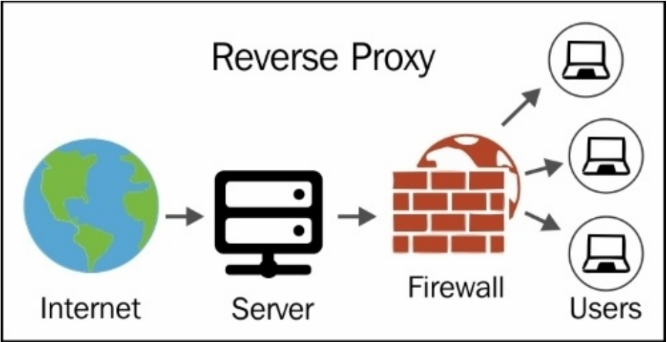 Reverse Proxy
Internet
Server
Firewall
Users